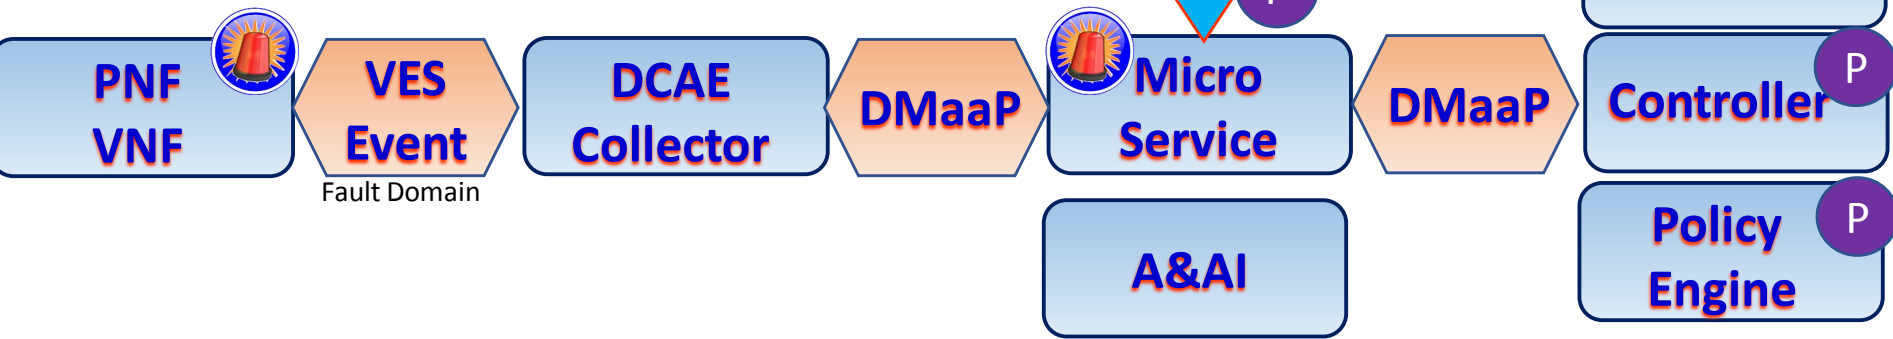 PNF
VNF
VES
Event
Fault Domain
DCAE
Collector
DMaaP
Micro
Service
A&AI
DMaaP
Controller
P
Policy
Engine
P